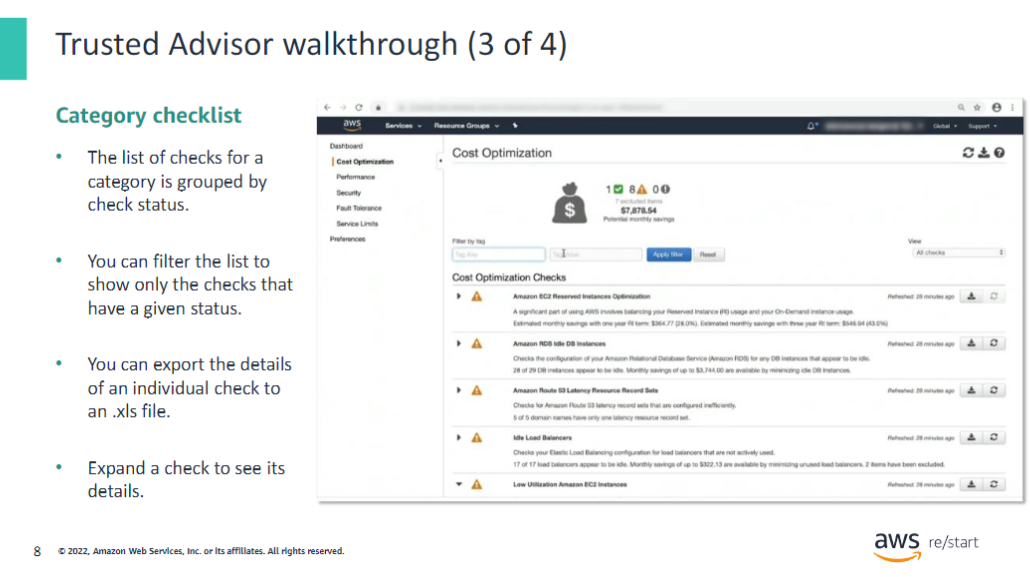 Trusted Advisor walkthrough (3 of 4)
Category checklist
• The list of checks for a
category is grouped by
check status.
• You can filter the list to
show only the checks that
have a given status.
• You can export the details
of an individual check to
an .xls file.
• Expand a check to see its
details.
aws Services Resource Groups Global Support
Dashboard
Cost Optimization
Performance
Security
Fault Tolerance
Service Limits
Preferences
Cost Optimization
1 8 0
7 excluded items
$7,878.54
Potential monthly savings
Filter by tag
Tag Key
Apply filter Reset
View
All checks
Cost Optimization Checks
Amazon EC2 Reserved Instances Optimization Refreshed: 28 minutes ago
A significant part of using AWS involves balancing your Reserved Instance (RI) usage and your On-Demand instance usage.
Estimated monthly savings with one year RI term: $364.77 (28.0%). Estimated monthly savings with three year RI term: $546.94 (43.0%)
Amazon RDS Idle DB Instances Refreshed: 28 minutes ago
Checks the configuration of your Amazon Relational Database Service (Amazon RDS) for any DB instances that appear to be idle.
28 of 29 DB instances appear to be idle. Monthly savings of up to $3,744.00 are available by minimizing idle DB Instances.
Amazon Route 53 Latency Resource Record Sets Refreshed: 28 minutes ago
Checks for Amazon Route 53 latency record sets that are configured inefficiently.
5 of 5 domain names have only one latency resource record set.
Idle Load Balancers Refreshed: 28 minutes ago
Checks your Elastic Load Balancing configuration for load balancers that are not actively used.
17 of 17 load balancers appear to be idle. Monthly savings of up to $322.13 are available by minimizing unused load balancers. 2 items have been excluded.
Low Utilization Amazon EC2 Instances Refreshed: 28 minutes ago
8 © 2022, Amazon Web Services, Inc. or its affiliates. All rights reserved.
aws re/start